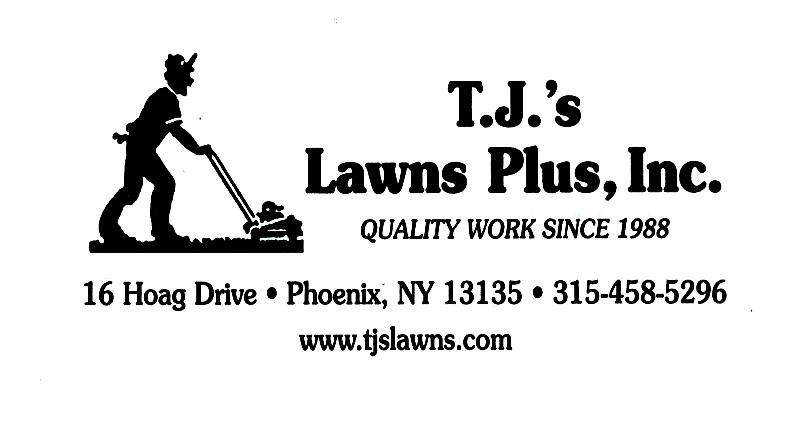 T.J.'s
Lawns Plus, Inc.
QUALITY WORK SINCE 1988
16 Hoag Drive • Phoenix, NY 13135 • 315-458-5296
www.tjslawns.com